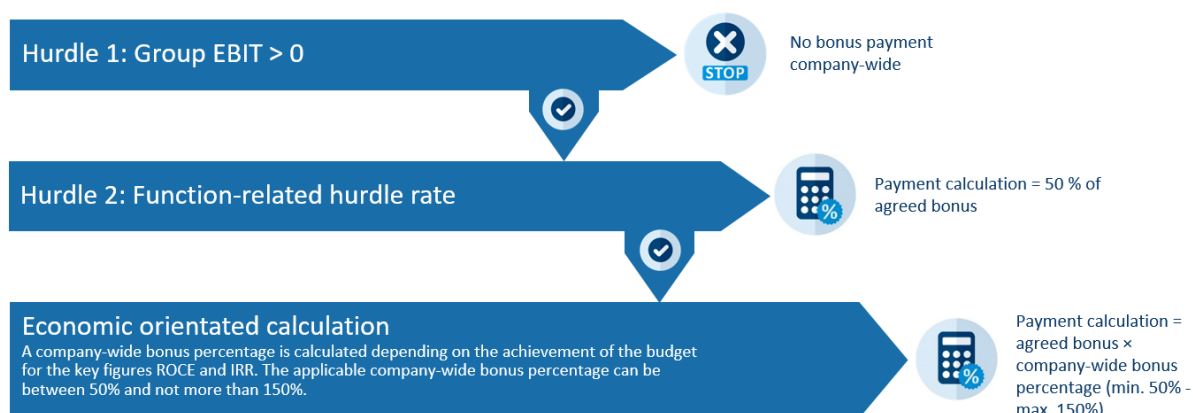 Hurdle 1: Group EBIT > 0
STOP
No bonus payment
company-wide
Hurdle 2: Function-related hurdle rate
%
Payment calculation = 50 % of
agreed bonus
Economic orientated calculation
A company-wide bonus percentage is calculated depending on the achievement of the budget
for the key figures ROCE and IRR. The applicable company-wide bonus percentage can be
between 50% and not more than 150%.
%
Payment calculation =
agreed bonus ×
company-wide bonus
percentage (min. 50% -
max. 150%)